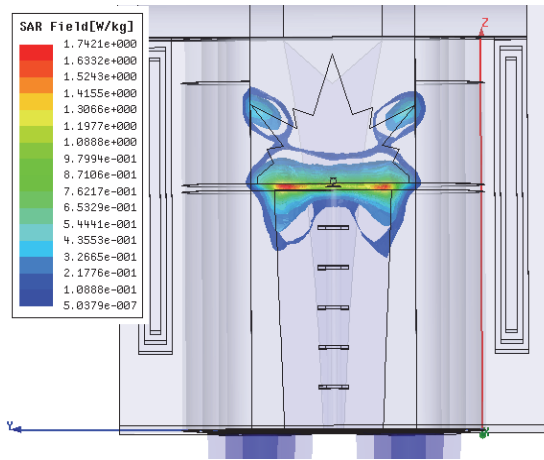 SAR Field[W/kg]
1.7421e+000
1.6332e+000
1.5243e+000
1.4155e+000
1.3066e+000
1.1977e+000
1.0888e+000
9.7994e-001
8.7106e-001
7.6217e-001
6.5329e-001
5.4441e-001
4.3553e-001
3.2665e-001
2.1776e-001
1.0888e-001
5.0379e-007
Z
Y
X